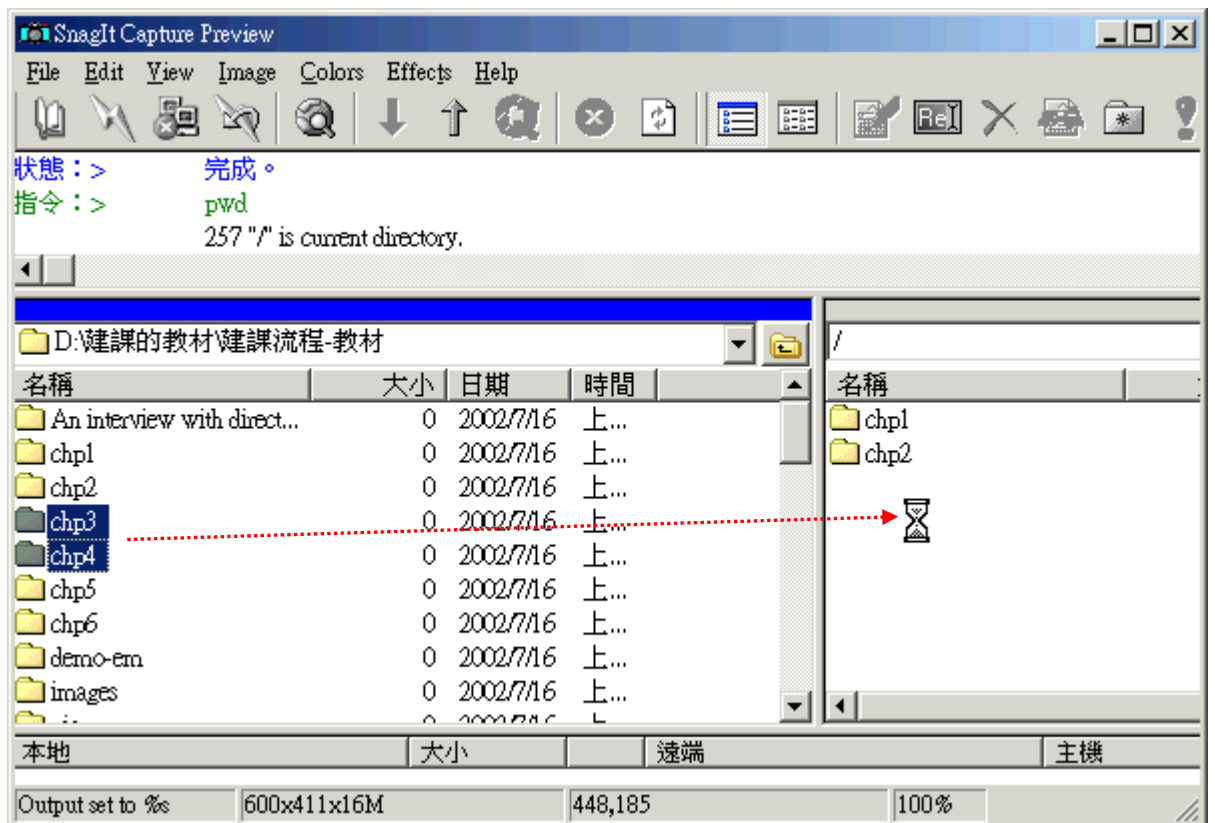 SnagIt Capture Preview
File Edit View Image Colors Effects Help
ReI
狀態：> 完成。
指令：> pwd
257 "/" is current directory.
D:\建課的教材\建課流程-教材 /
名稱 大小 日期 時間 名稱
An interview with direct... 0 2002/7/16 上... chp1
chp1 0 2002/7/16 上... chp2
chp2 0 2002/7/16 上...
chp3 0 2002/7/16 上...
chp4 0 2002/7/16 上...
chp5 0 2002/7/16 上...
chp6 0 2002/7/16 上...
demo-em 0 2002/7/16 上...
images 0 2002/7/16 上...
本地 大小 遠端 主機
Output set to %s 600x411x16M 448,185 100%